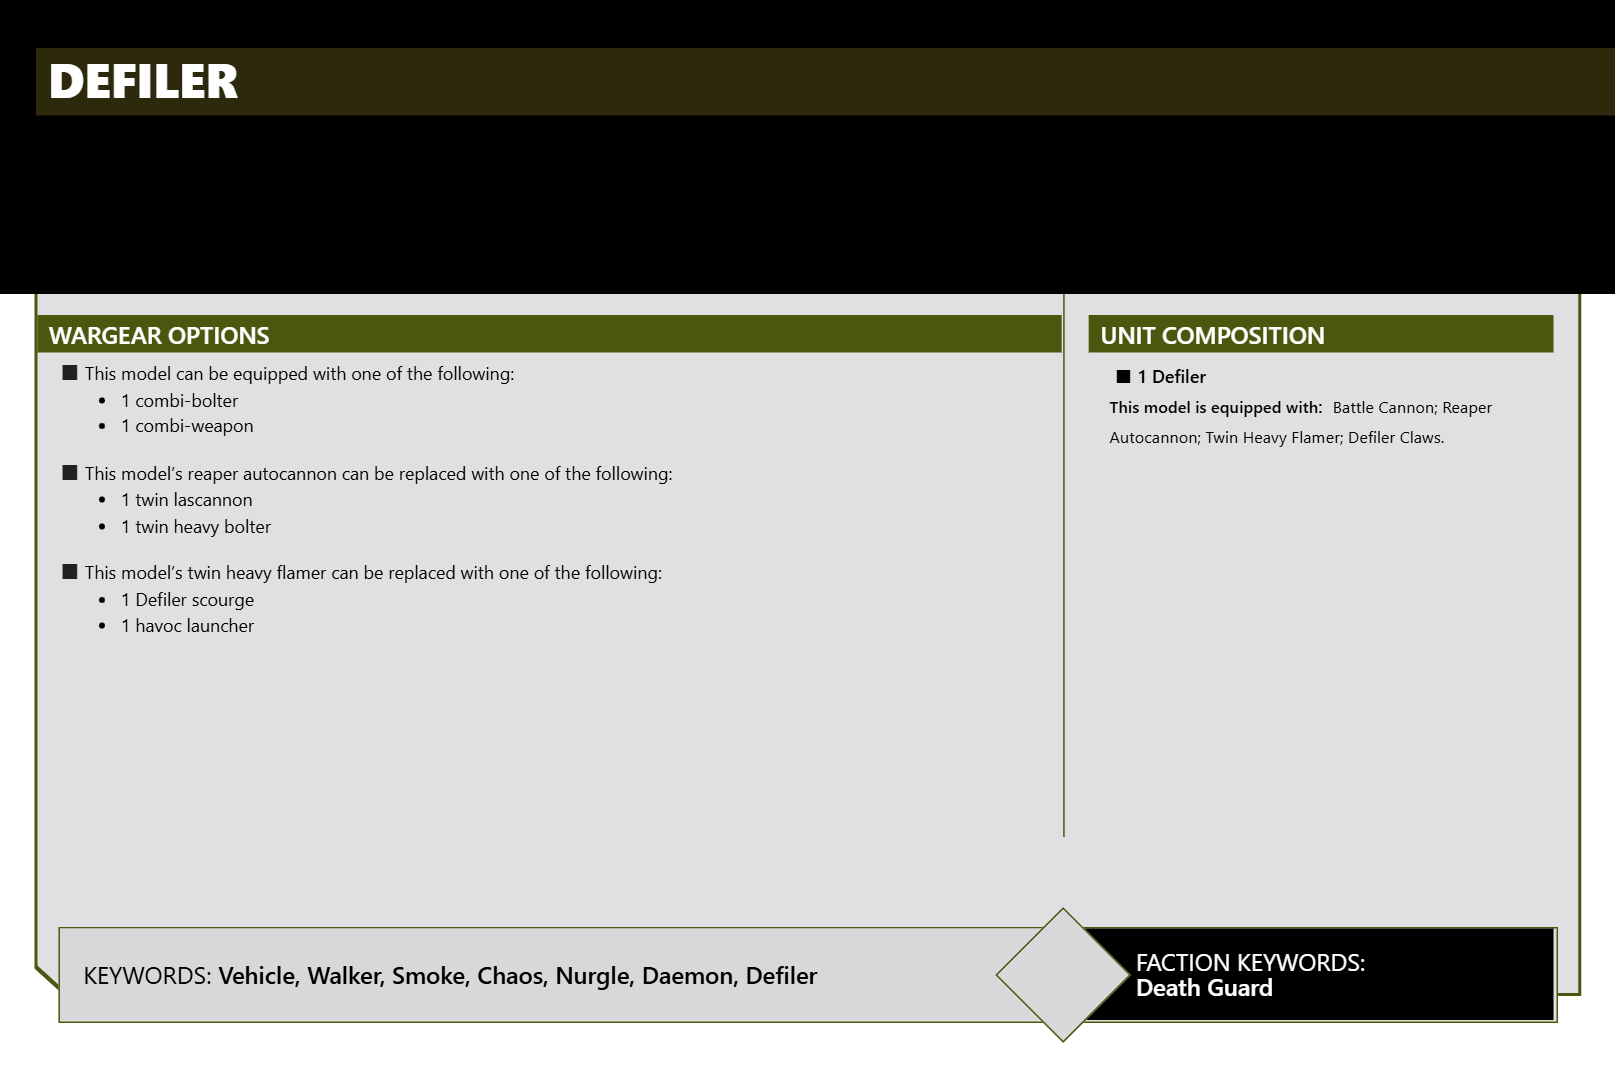 DEFILER
WARGEAR OPTIONS
■ This model can be equipped with one of the following:
• 1 combi-bolter
• 1 combi-weapon
■ This model’s reaper autocannon can be replaced with one of the following:
• 1 twin lascannon
• 1 twin heavy bolter
■ This model’s twin heavy flamer can be replaced with one of the following:
• 1 Defiler scourge
• 1 havoc launcher
UNIT COMPOSITION
■ 1 Defiler
This model is equipped with: Battle Cannon; Reaper
Autocannon; Twin Heavy Flamer; Defiler Claws.
KEYWORDS: Vehicle, Walker, Smoke, Chaos, Nurgle, Daemon, Defiler
FACTION KEYWORDS:
Death Guard